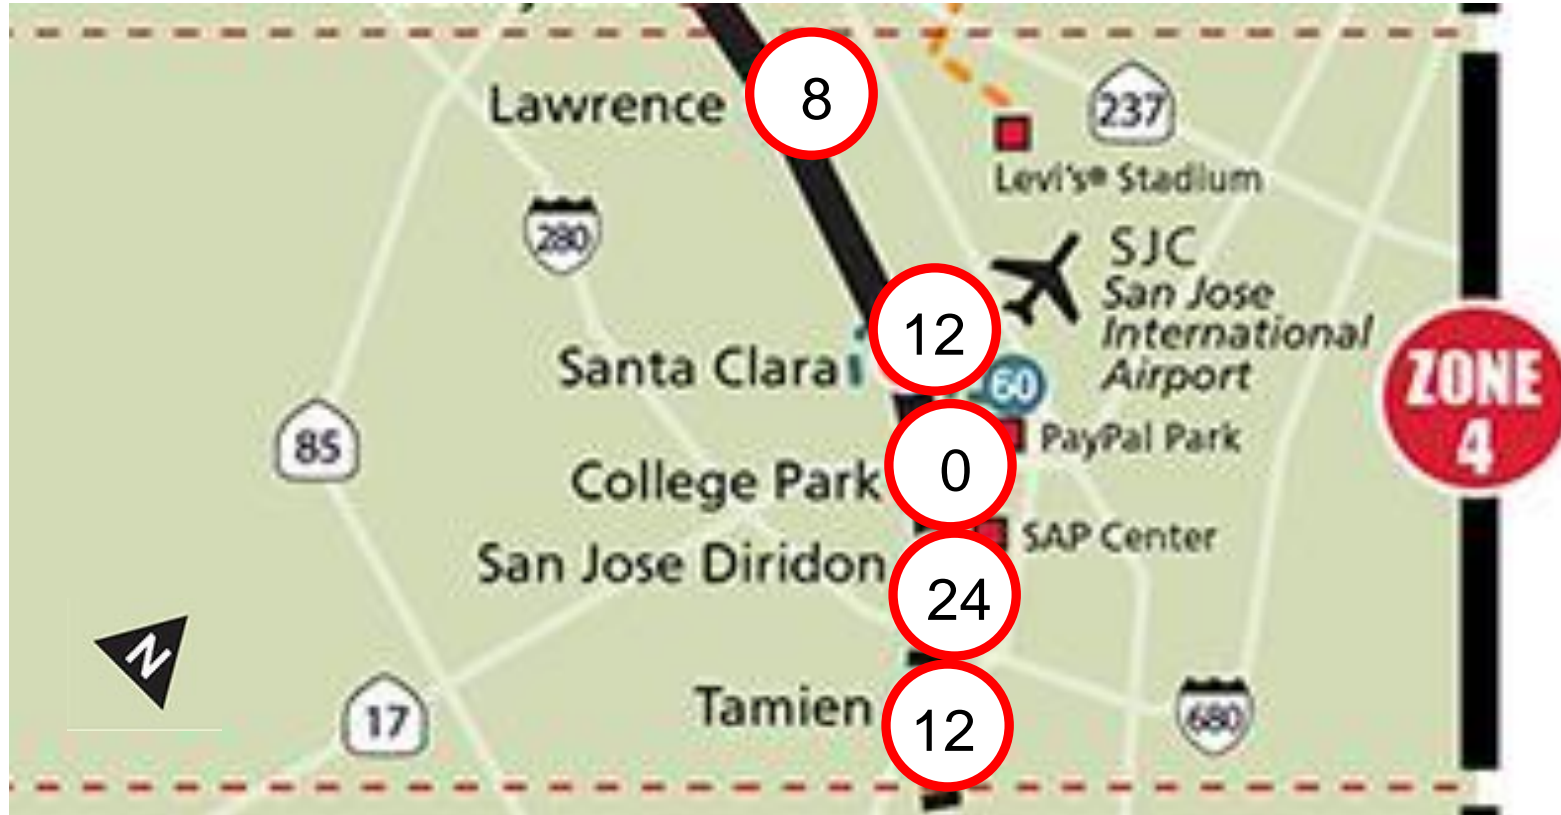 8
Lawrence
237
Levi's® Stadium
280
SJC
San Jose
International
Airport
12
Santa Clara
60
ZONE
4
85
PayPal Park
0
College Park
SAP Center
San Jose Diridon
24
N
Tamien
12
17
680